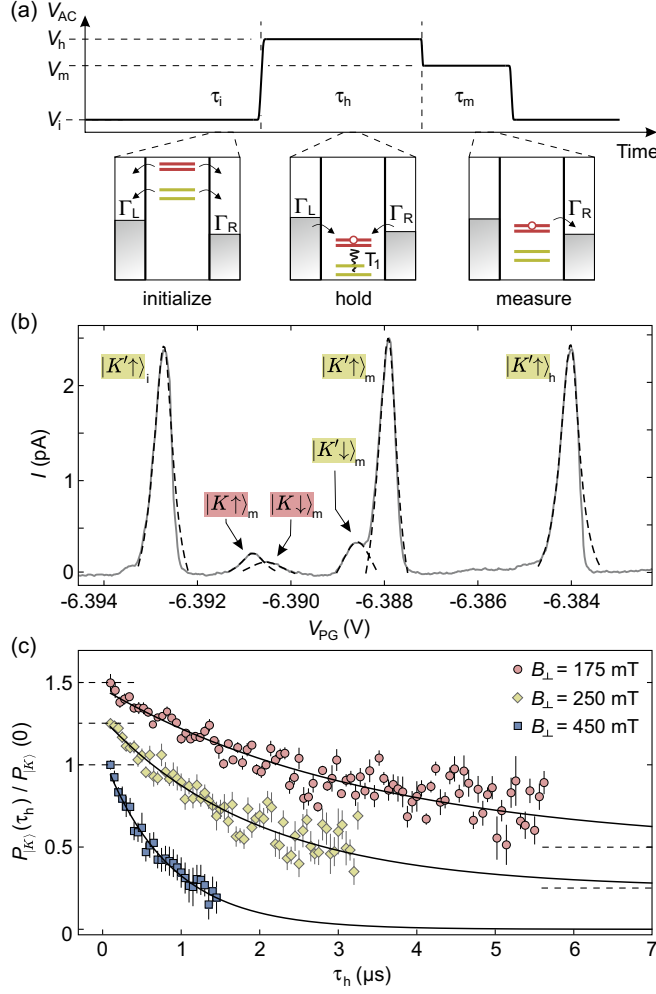 (a)
V_AC
V_h
V_m
V_i
τ_i
τ_h
τ_m
Time
Γ_L
Γ_R
Γ_L
Γ_R
T_1
Γ_R
initialize
hold
measure
(b)
|K'↑⟩_i
|K'↑⟩_m
|K'↑⟩_h
|K'↓⟩_m
|K↑⟩_m
|K↓⟩_m
I (pA)
2
1
0
-6.394
-6.392
-6.390
-6.388
-6.386
-6.384
V_PG (V)
(c)
B_⊥ = 175 mT
B_⊥ = 250 mT
B_⊥ = 450 mT
P_|K⟩(τ_h) / P_|K⟩(0)
1.5
1
0.5
0
0 1 2 3 4 5 6 7
τ_h (µs)